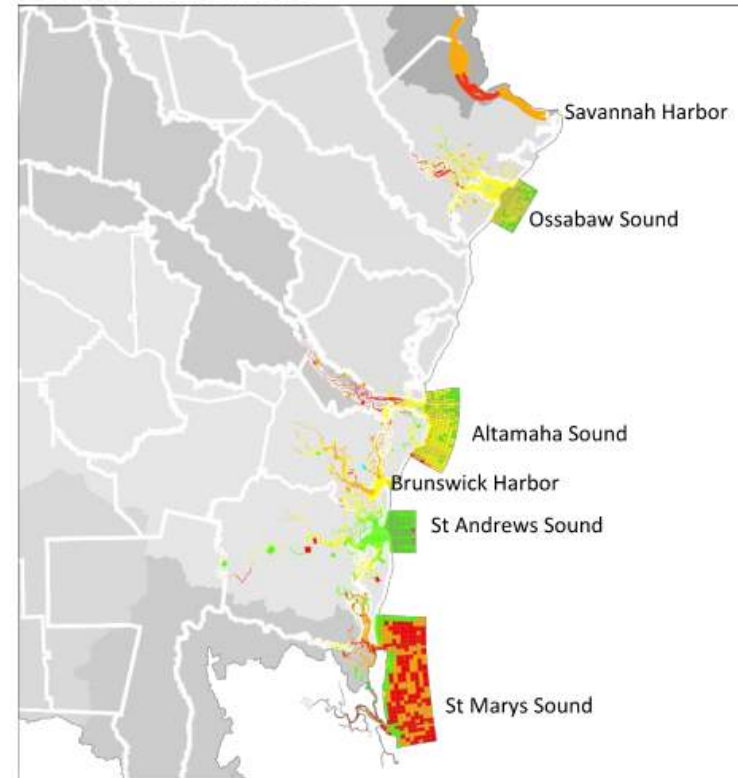 Savannah Harbor
Ossabaw Sound
Altamaha Sound
Brunswick Harbor
St Andrews Sound
St Marys Sound